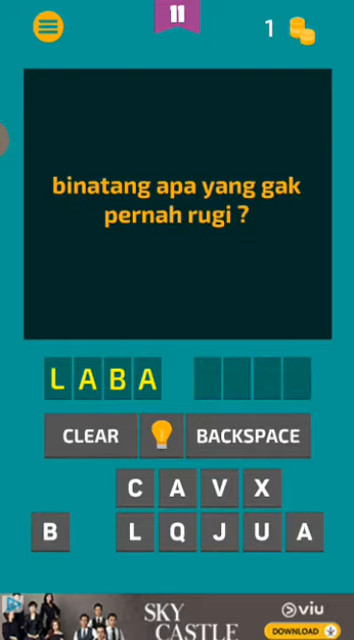 11
1
binatang apa yang gak
pernah rugi ?
L A B A
CLEAR
BACKSPACE
C A V X
B L Q J U A
SKY
CASTLE
viu
DOWNLOAD